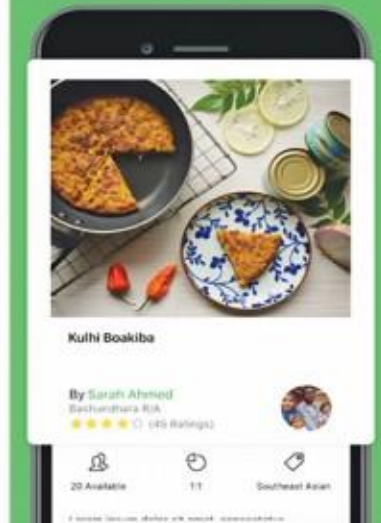 Kulhi Boakiba
By Sarah Ahmed
Bashundhara R/A
(45 Ratings)
20 Available
1:1
Southeast Asian